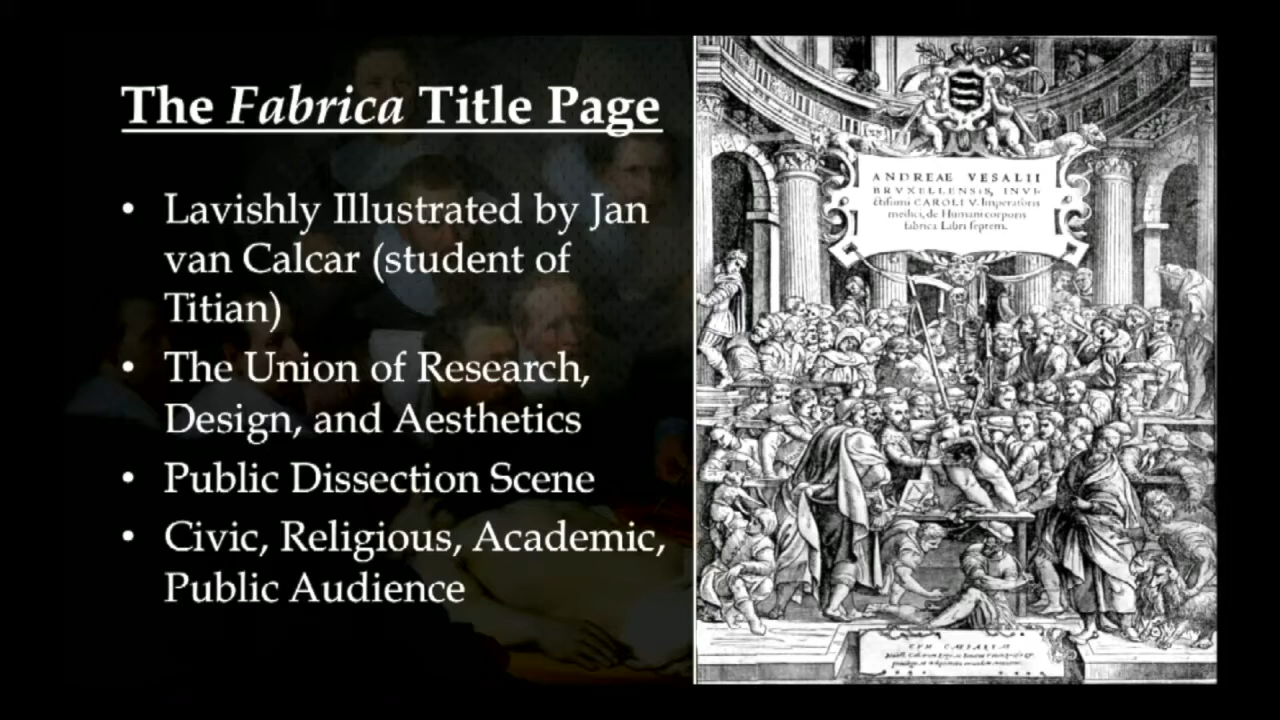 The Fabrica Title Page
• Lavishly Illustrated by Jan
van Calcar (student of
Titian)
• The Union of Research,
Design, and Aesthetics
• Public Dissection Scene
• Civic, Religious, Academic,
Public Audience
ANDREAE VESALII
BRVXELLENSIS, INVI
ctissimi CAROLI V. Imperatoris
medici, de Humani corporis
fabrica Libri septem.
CVM CAESAREAE